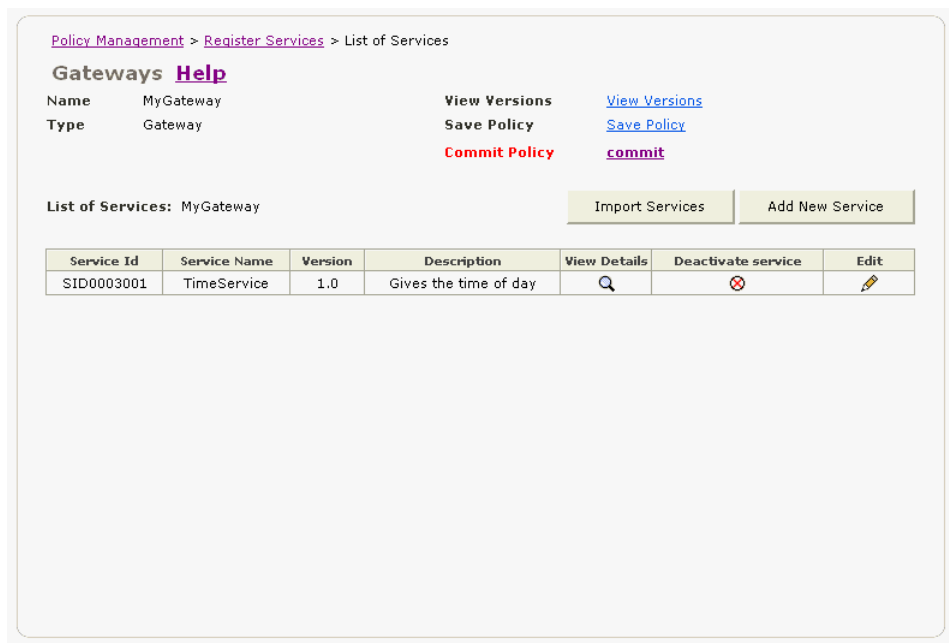 Policy Management > Register Services > List of Services
Gateways Help
Name MyGateway View Versions View Versions
Type Gateway Save Policy Save Policy
Commit Policy commit
List of Services: MyGateway Import Services Add New Service
Service Id Service Name Version Description View Details Deactivate service Edit
SID0003001 TimeService 1.0 Gives the time of day